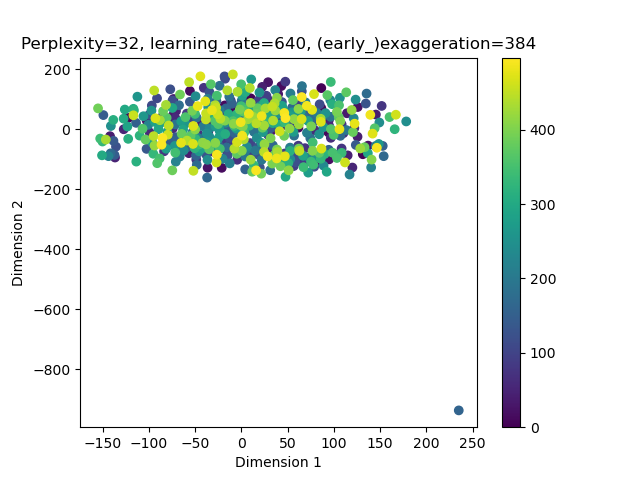 Perplexity=32, learning_rate=640, (early_)exaggeration=384
200
0
−200
−400
−600
−800
Dimension 2
−150 −100 −50 0 50 100 150 200 250
Dimension 1
400
300
200
100
0